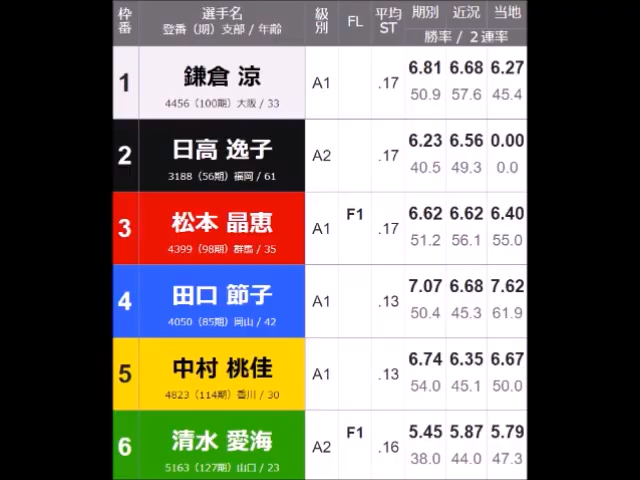 枠番 選手名 登番（期）支部 / 年齢 級別 FL 平均ST 期別 近況 当地
勝率 / ２連率
1 鎌倉 涼 A1 .17 6.81 6.68 6.27
4456（100期）大阪 / 33 50.9 57.6 45.4
2 日高 逸子 A2 .17 6.23 6.56 0.00
3188（56期）福岡 / 61 40.5 49.3 0.0
3 松本 晶恵 A1 F1 .17 6.62 6.62 6.40
4399（98期）群馬 / 35 51.2 56.1 55.0
4 田口 節子 A1 .13 7.07 6.68 7.62
4050（85期）岡山 / 42 50.4 45.3 61.9
5 中村 桃佳 A1 .13 6.74 6.35 6.67
4823（114期）香川 / 30 54.0 45.1 50.0
6 清水 愛海 A2 F1 .16 5.45 5.87 5.79
5163（127期）山口 / 23 38.0 44.0 47.3